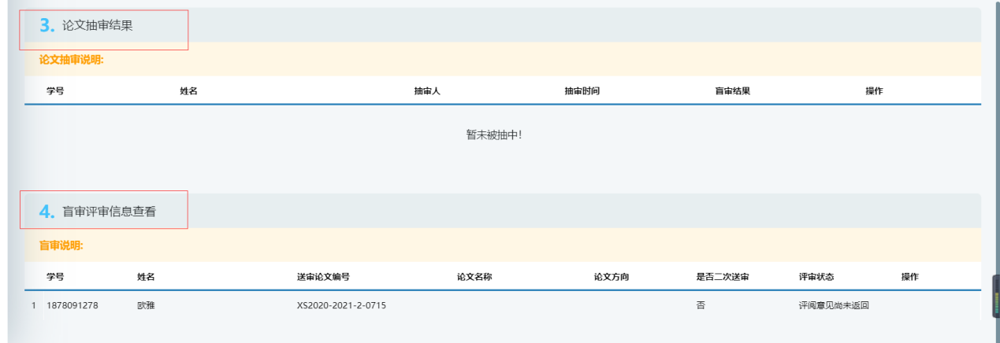 3. 论文抽审结果
论文抽审说明:
学号 姓名 抽审人 抽审时间 盲审结果 操作
暂未被抽中!
4. 盲审评审信息查看
盲审说明:
学号 姓名 送审论文编号 论文名称 论文方向 是否二次送审 评审状态 操作
1 1878091278 欧雅 XS2020-2021-2-0715 否 评阅意见尚未返回